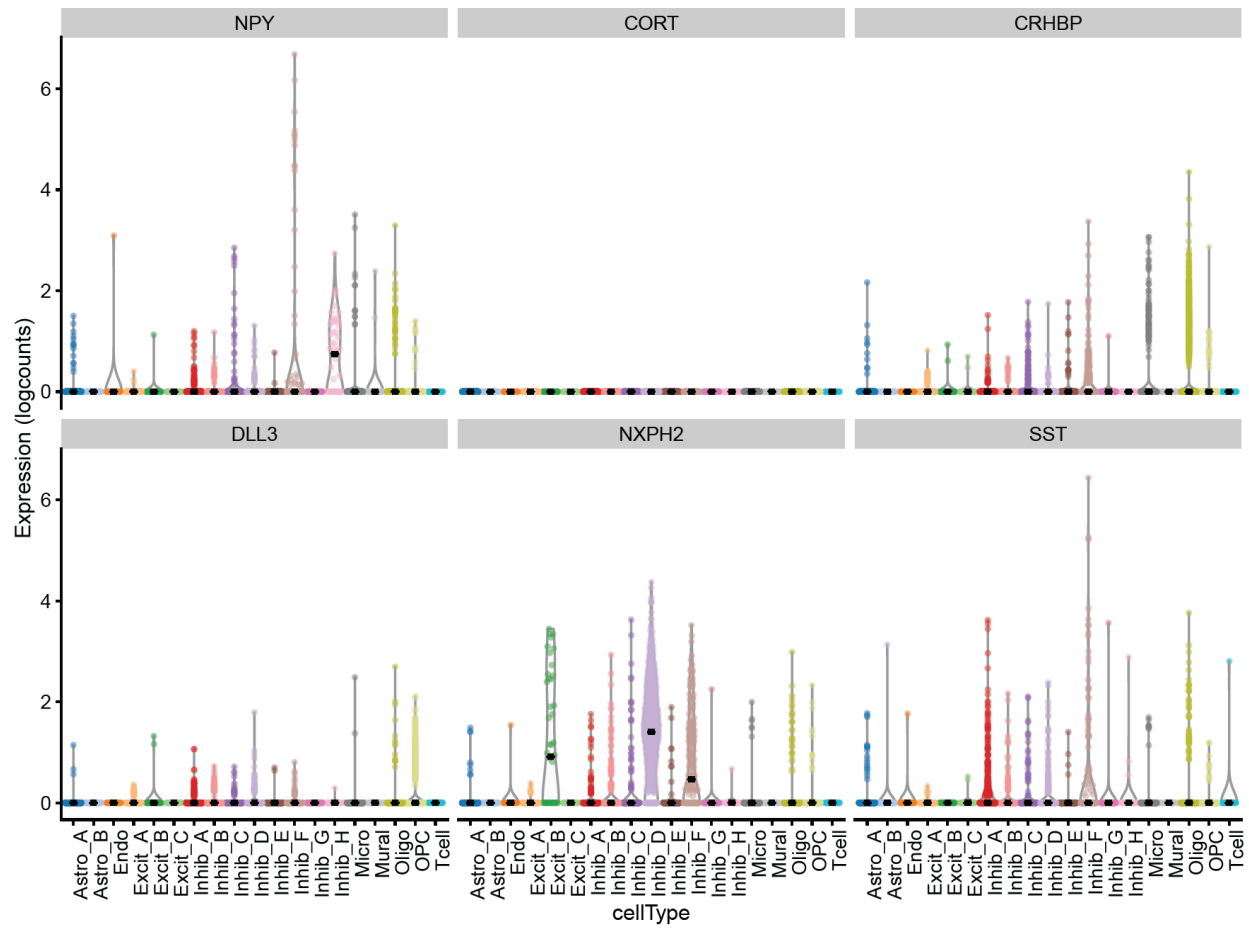 NPY CORT CRHBP
6
4
2
0
DLL3 NXPH2 SST
6
4
2
0
Expression (logcounts)
Astro_A Astro_B Endo Excit_A Excit_B Excit_C Inhib_A Inhib_B Inhib_C Inhib_D Inhib_E Inhib_F Inhib_G Inhib_H Micro Mural Oligo OPC Tcell
Astro_A Astro_B Endo Excit_A Excit_B Excit_C Inhib_A Inhib_B Inhib_C Inhib_D Inhib_E Inhib_F Inhib_G Inhib_H Micro Mural Oligo OPC Tcell
Astro_A Astro_B Endo Excit_A Excit_B Excit_C Inhib_A Inhib_B Inhib_C Inhib_D Inhib_E Inhib_F Inhib_G Inhib_H Micro Mural Oligo OPC Tcell
cellType